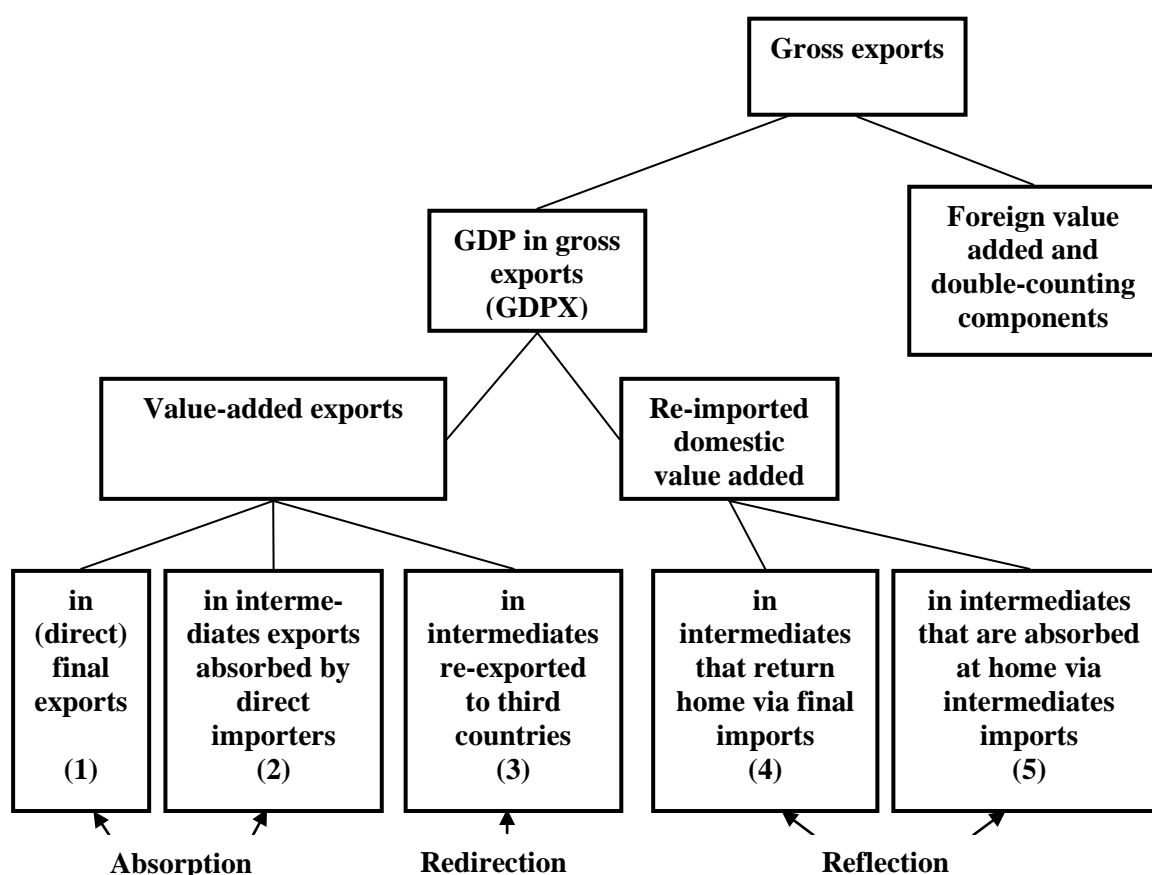 Gross exports
GDP in gross
exports
(GDPX)
Foreign value
added and
double-counting
components
Value-added exports
Re-imported
domestic
value added
in
(direct)
final
exports
(1)
in interme-
diates exports
absorbed by
direct
importers
(2)
in
intermediates
re-exported
to third
countries
(3)
in
intermediates
that return
home via final
imports
(4)
in intermediates
that are absorbed
at home via
intermediates
imports
(5)
Absorption
Redirection
Reflection